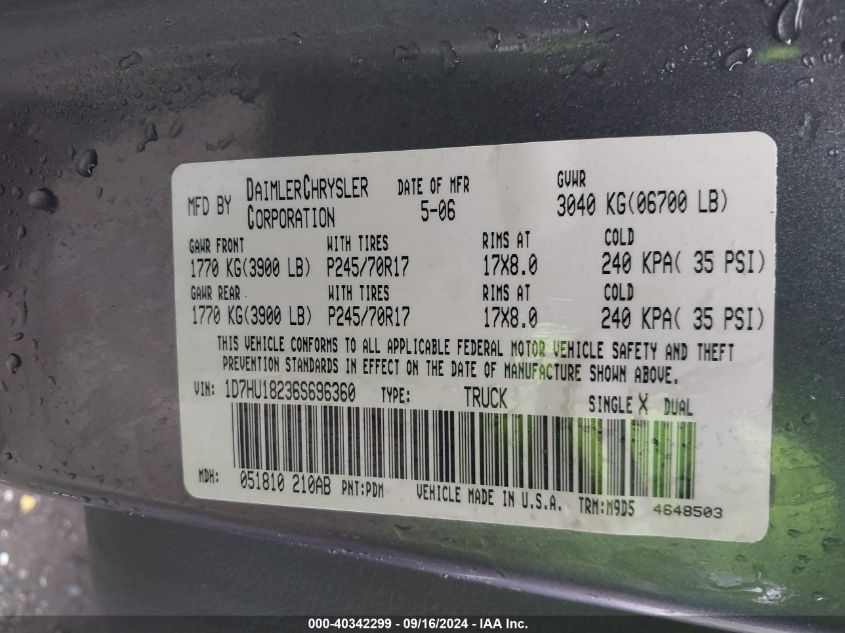 MFD BY DAIMLERCHRYSLER CORPORATION DATE OF MFR 5-06 GVWR 3040 KG(06700 LB)
GAWR FRONT WITH TIRES RIMS AT COLD
1770 KG(3900 LB) P245/70R17 17X8.0 240 KPA( 35 PSI)
GAWR REAR WITH TIRES RIMS AT COLD
1770 KG(3900 LB) P245/70R17 17X8.0 240 KPA( 35 PSI)
THIS VEHICLE CONFORMS TO ALL APPLICABLE FEDERAL MOTOR VEHICLE SAFETY AND THEFT
PREVENTION STANDARDS IN EFFECT ON THE DATE OF MANUFACTURE SHOWN ABOVE.
VIN: 1D7HU18236S696360 TYPE: TRUCK SINGLE X DUAL
MDH: 051810 210AB PNT:PDM VEHICLE MADE IN U.S.A. TRM:M9D5 4648503
000-40342299 - 09/16/2024 - IAA Inc.